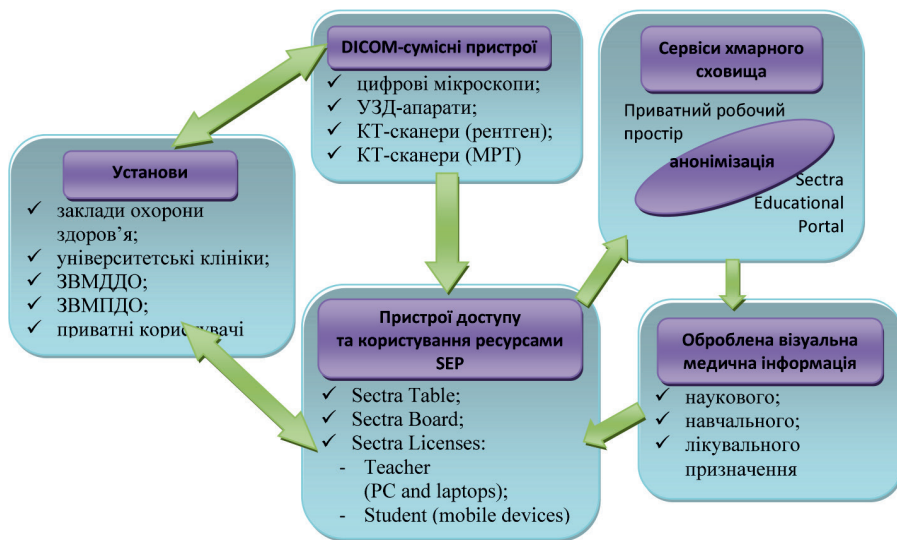 DICOM-сумісні пристрої
✓ цифрові мікроскопи;
✓ УЗД-апарати;
✓ КТ-сканери (рентген);
✓ КТ-сканери (МРТ)
Сервіси хмарного
сховища
Приватний робочий
простір
анонімізація
Sectra
Educational
Portal
Установи
✓ заклади охорони
здоров’я;
✓ університетські клініки;
✓ ЗВМДДО;
✓ ЗВМПДО;
✓ приватні користувачі
Пристрої доступу
та користування ресурсами
SEP
✓ Sectra Table;
✓ Sectra Board;
✓ Sectra Licenses:
- Teacher
(PC and laptops);
- Student (mobile devices)
Оброблена візуальна
медична інформація
✓ наукового;
✓ навчального;
✓ лікувального
призначення